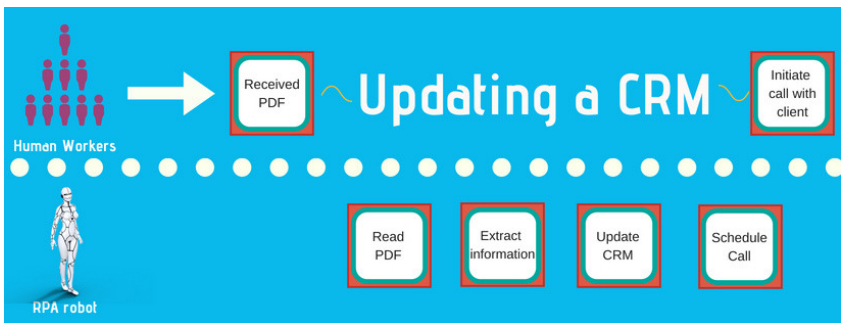 Received
PDF
Updating a CRM
Initiate
call with
client
Human Workers
Read
PDF
Extract
information
Update
CRM
Schedule
Call
RPA robot